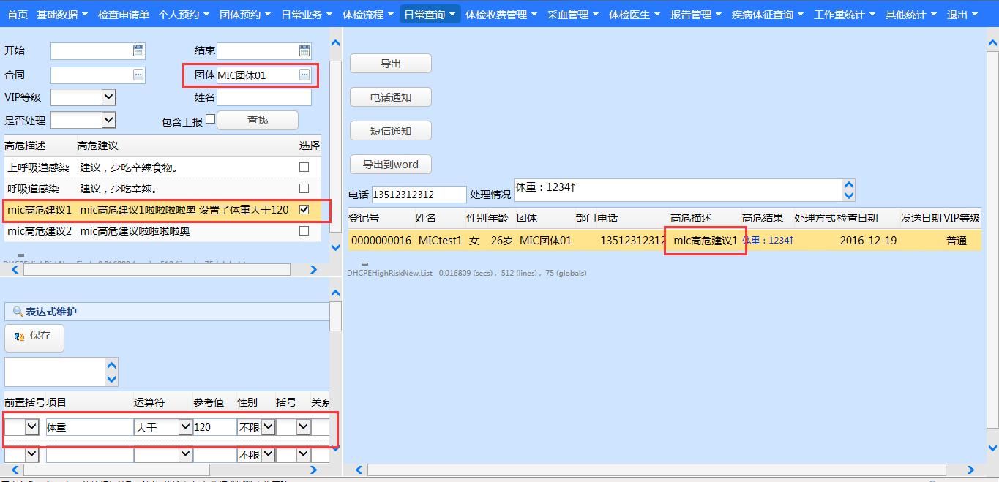 首页 基础数据 检查申请单 个人预约 团体预约 日常业务 体检流程 日常查询 体检收费管理 采血管理 体检医生 报告管理 疾病体征查询 工作量统计 其他统计 退出
开始 结束
合同 团体 MIC团体01
VIP等级 姓名
是否处理 包含上报 查找
高危描述 高危建议 选择
上呼吸道感染 建议，少吃辛辣食物。
呼吸道感染 建议，少吃辛辣。
mic高危建议1 mic高危建议1啦啦啦啦奥 设置了体重大于120
mic高危建议2 mic高危建议啦啦啦啦奥
表达式维护
保存
前置括号 项目 运算符 参考值 性别 括号 关系
体重 大于 120 不限
不限
导出
电话通知
短信通知
导出到word
电话 13512312312 处理情况 体重：1234↑
登记号 姓名 性别 年龄 团体 部门 电话 高危描述 高危结果 处理方式 检查日期 发送日期 VIP等级
0000000016 MICtest1 女 26岁 MIC团体01 13512312312 mic高危建议1 体重：1234↑ 2016-12-19 普通
DHCPEHighRiskNew.List 0.016809 (secs) , 512 (lines) , 75 (globals)